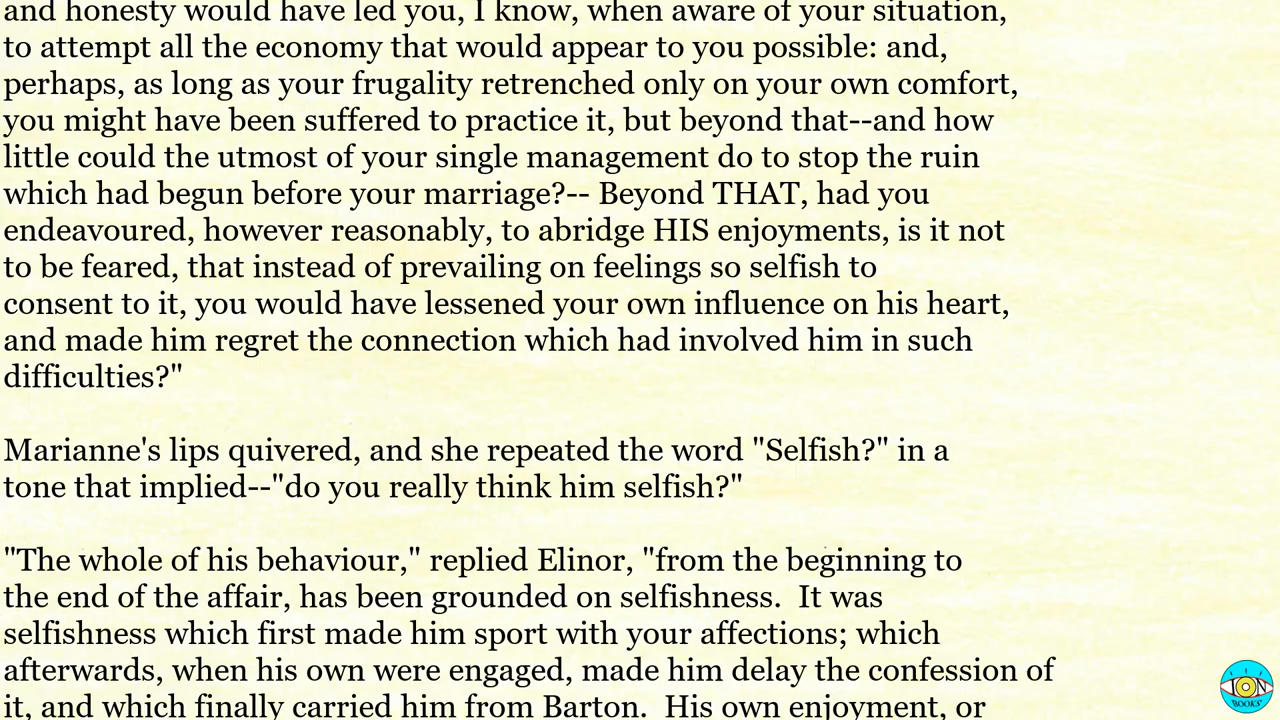 and honesty would have led you, I know, when aware of your situation,
to attempt all the economy that would appear to you possible: and,
perhaps, as long as your frugality retrenched only on your own comfort,
you might have been suffered to practice it, but beyond that--and how
little could the utmost of your single management do to stop the ruin
which had begun before your marriage?-- Beyond THAT, had you
endeavoured, however reasonably, to abridge HIS enjoyments, is it not
to be feared, that instead of prevailing on feelings so selfish to
consent to it, you would have lessened your own influence on his heart,
and made him regret the connection which had involved him in such
difficulties?"
Marianne's lips quivered, and she repeated the word "Selfish?" in a
tone that implied--"do you really think him selfish?"
"The whole of his behaviour," replied Elinor, "from the beginning to
the end of the affair, has been grounded on selfishness.  It was
selfishness which first made him sport with your affections; which
afterwards, when his own were engaged, made him delay the confession of
it, and which finally carried him from Barton.  His own enjoyment, or
ION
BOOKS